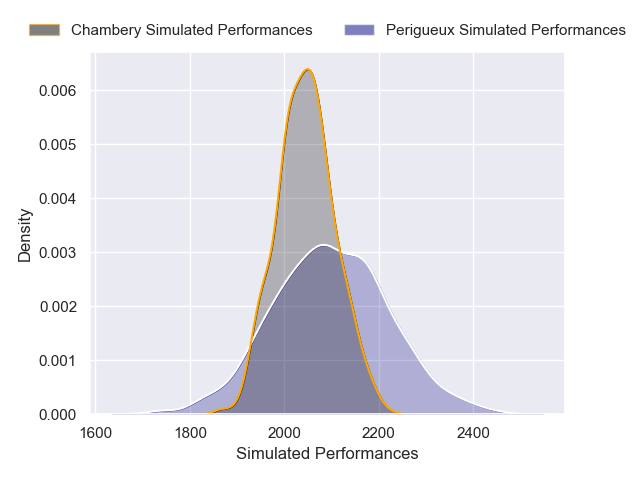 Chambery Simulated Performances
Perigueux Simulated Performances
0.006
0.005
0.004
0.003
0.002
0.001
0.000
Density
1600 1800 2000 2200 2400
Simulated Performances